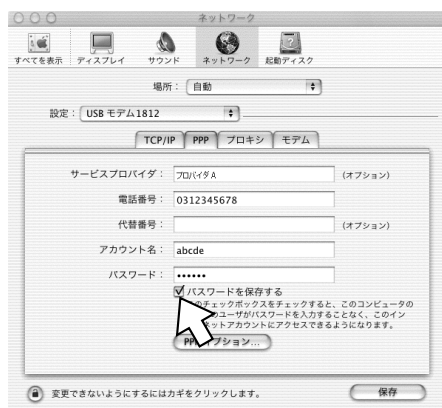 ネットワーク
すべてを表示 ディスプレイ サウンド ネットワーク 起動ディスク
場所： 自動
設定： USB モデム1812
TCP/IP PPP プロキシ モデム
サービスプロバイダ： プロバイダ A （オプション）
電話番号： 0312345678
代替番号： （オプション）
アカウント名： abcde
パスワード： ••••••
パスワードを保存する
のチェックボックスをチェックすると、このコンピュータの
のユーザがパスワードを入力することなく、このイン
ネットアカウントにアクセスできるようになります。
PPP オプション...
変更できないようにするにはカギをクリックします。 保存